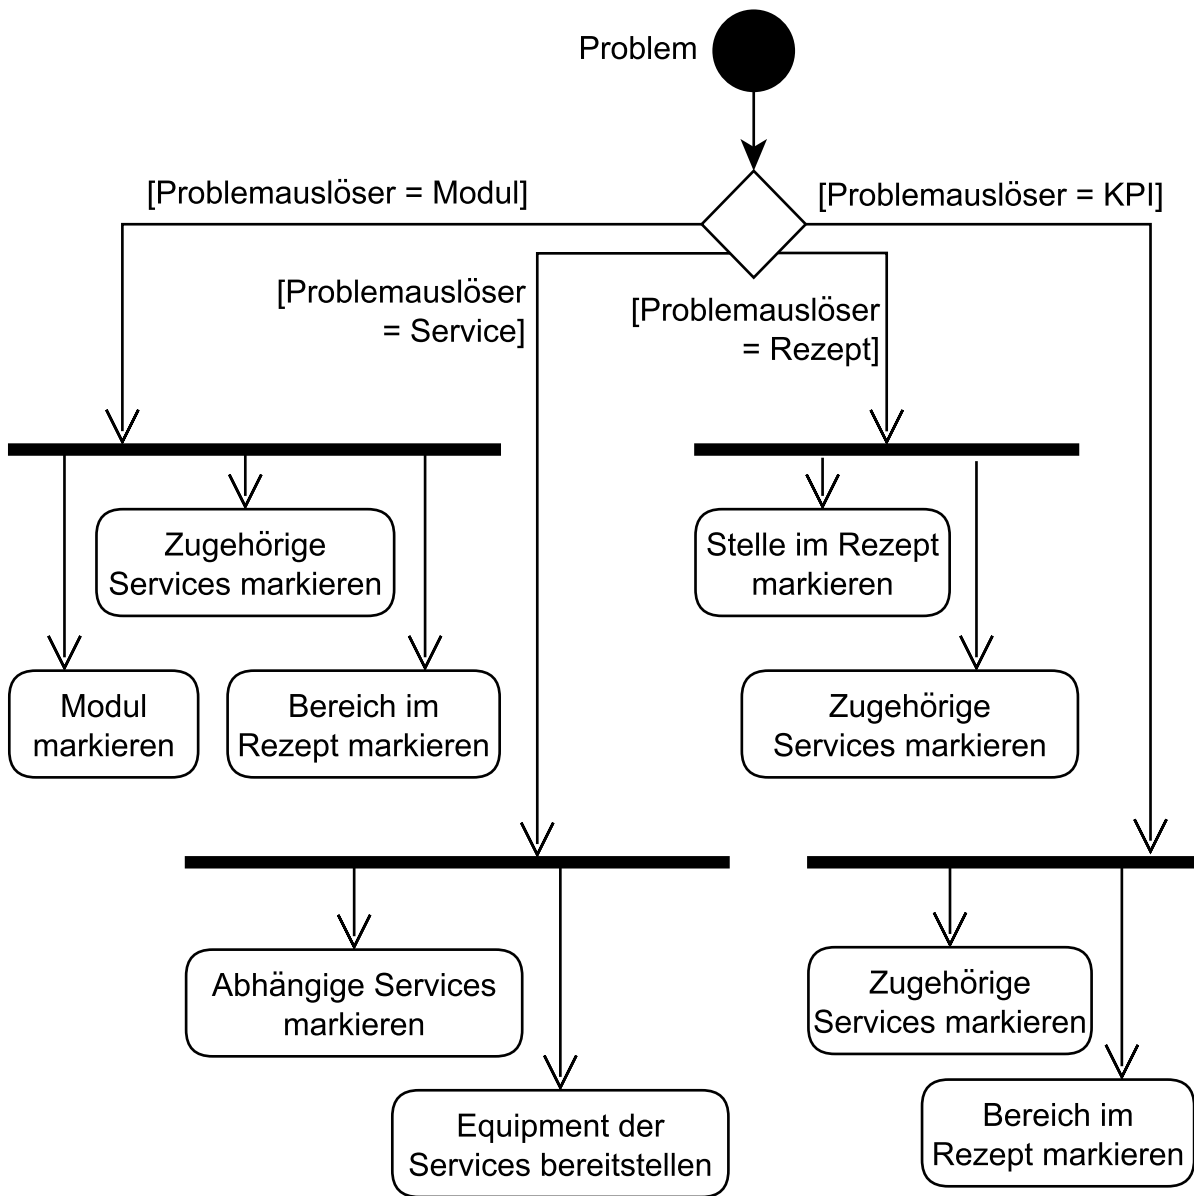 Problem
[Problemauslöser = Modul]
[Problemauslöser = KPI]
[Problemauslöser
= Service]
[Problemauslöser
= Rezept]
Zugehörige
Services markieren
Stelle im Rezept
markieren
Modul
markieren
Bereich im
Rezept markieren
Zugehörige
Services markieren
Abhängige Services
markieren
Zugehörige
Services markieren
Equipment der
Services bereitstellen
Bereich im
Rezept markieren